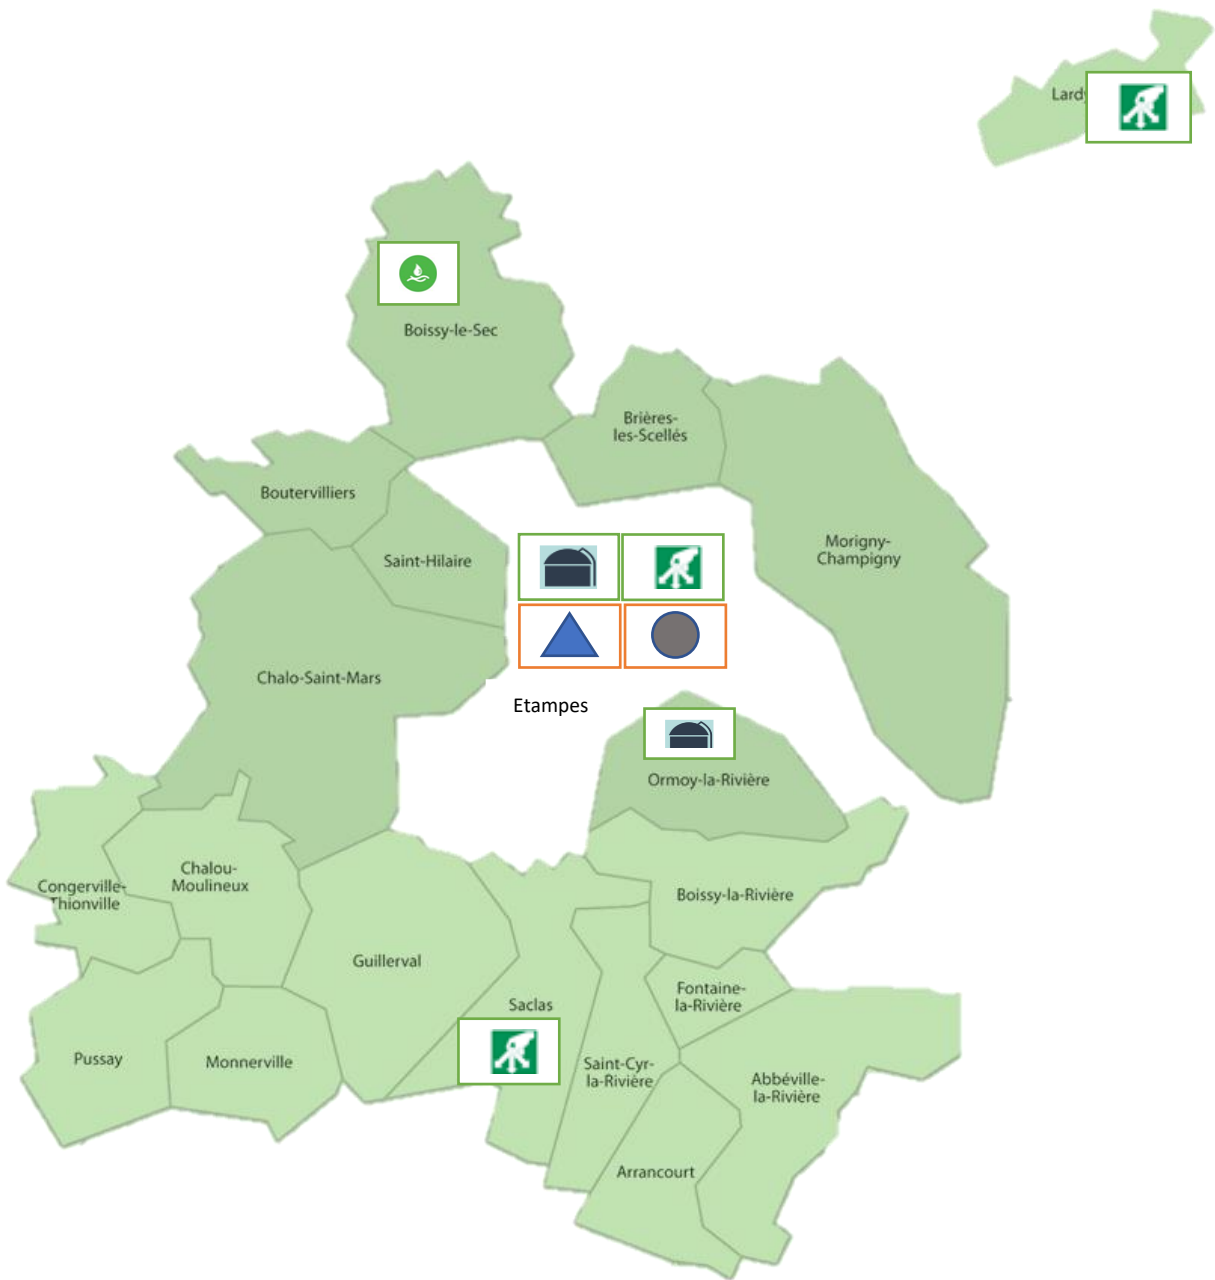 Lardy
Boissy-le-Sec
Brières-
les-Scellés
Boutervilliers
Saint-Hilaire
Morigny-
Champigny
Chalo-Saint-Mars
Etampes
Ormoy-la-Rivière
Chalou-
Moulineux
Congerville-
Thionville
Boissy-la-Rivière
Guillerval
Fontaine-
la-Rivière
Saclas
Pussay
Monnerville
Saint-Cyr-
la-Rivière
Abbéville-
la-Rivière
Arrancourt